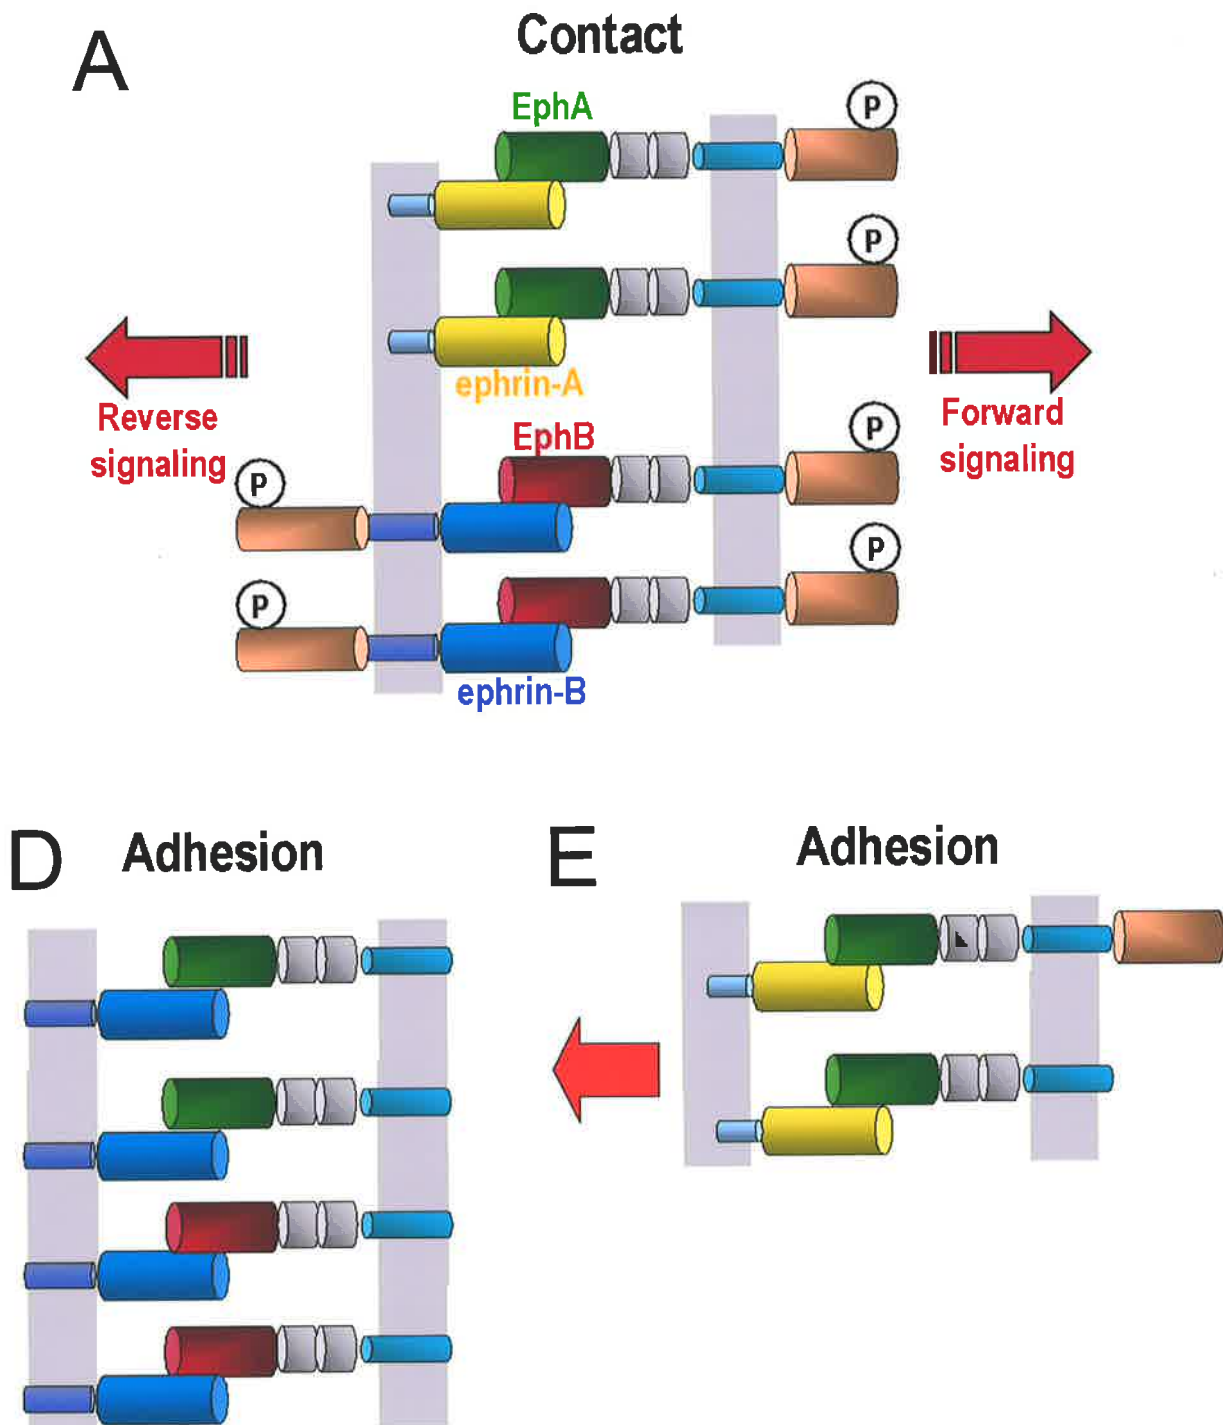 A
Contact
EphA
P
P
ephrin-A
Reverse
signaling
Forward
signaling
EphB
P
P
P
P
ephrin-B
D
Adhesion
E
Adhesion